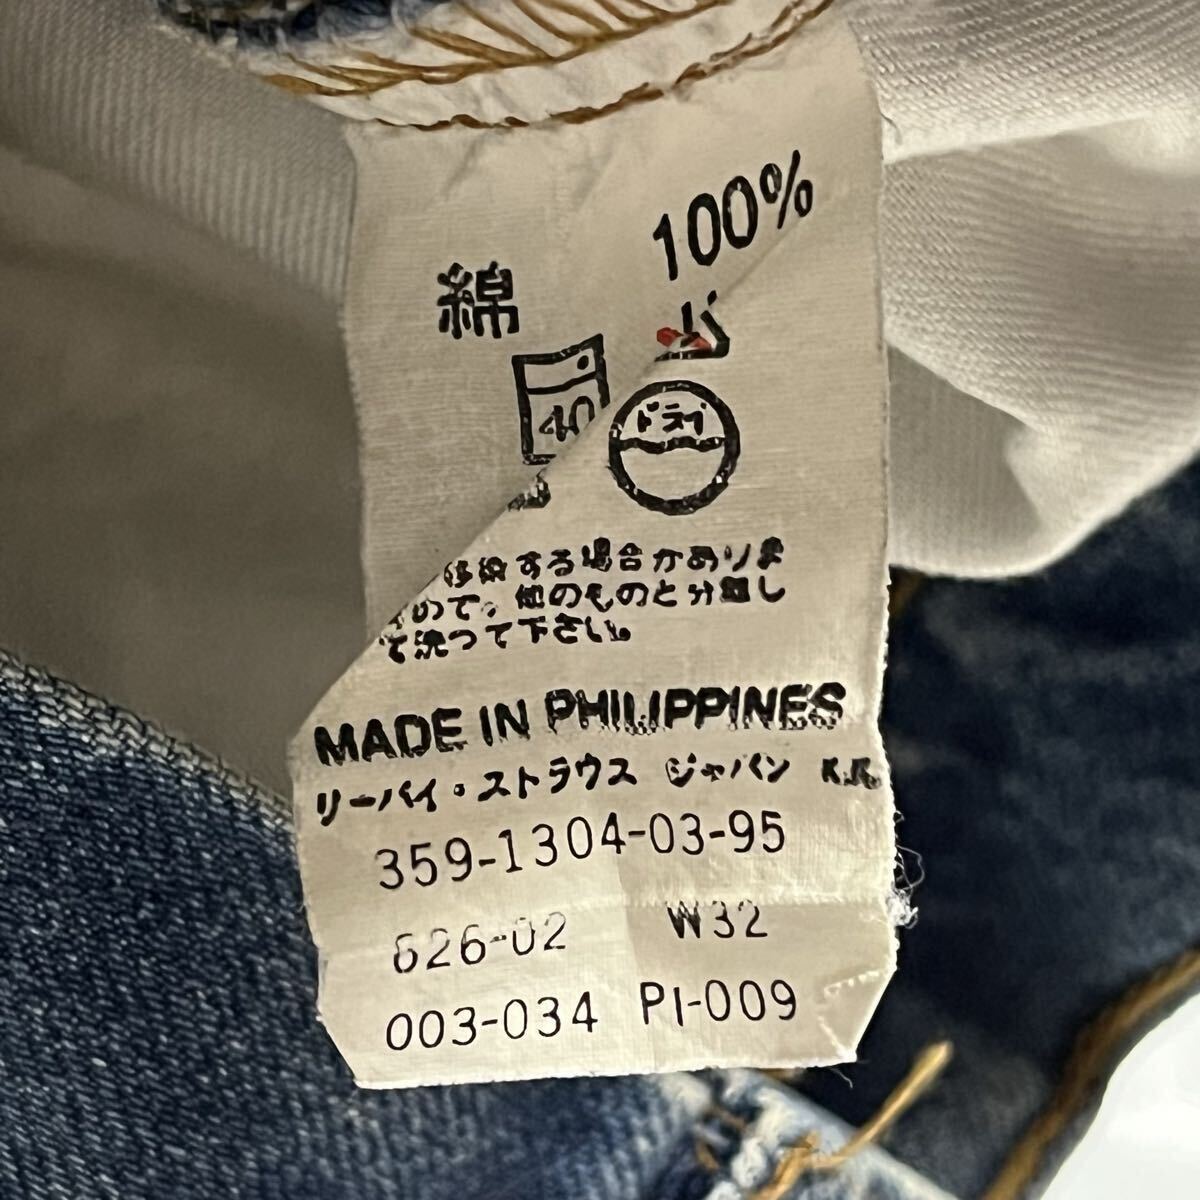 綿 100%
40
ドライ
移染する場合がありま
すので、他のものと分離し
て洗って下さい。
MADE IN PHILIPPINES
リーバイ・ストラウス ジャパン K.K.
359-1304-03-95
626-02 W32
003-034 PI-009